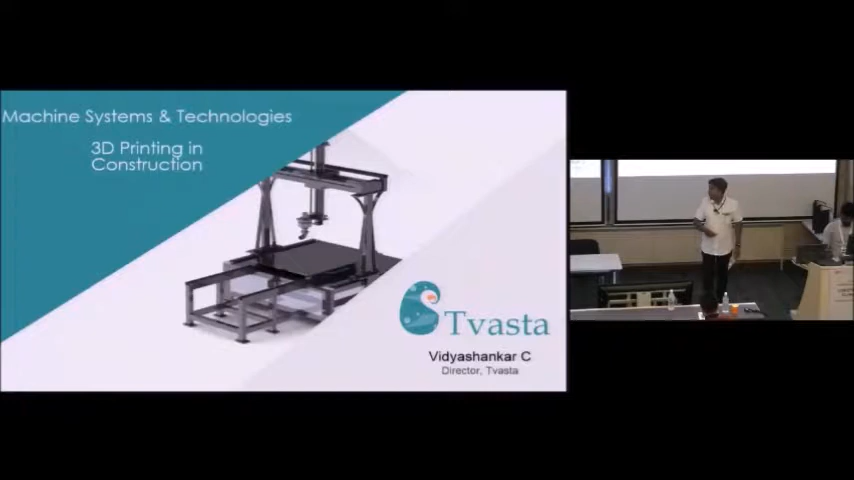 Machine Systems & Technologies
3D Printing in
Construction
Tvasta
Vidyashankar C
Director, Tvasta